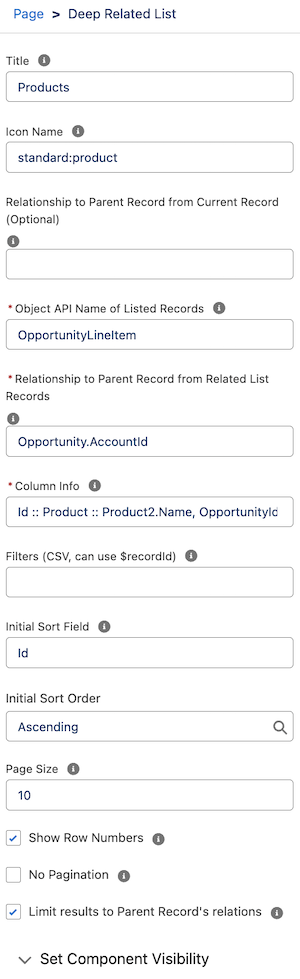 Page > Deep Related List
Title
Products
Icon Name
standard:product
Relationship to Parent Record from Current Record
(Optional)
* Object API Name of Listed Records
OpportunityLineItem
* Relationship to Parent Record from Related List
Records
Opportunity.AccountId
* Column Info
Id :: Product :: Product2.Name, OpportunityId
Filters (CSV, can use $recordId)
Initial Sort Field
Id
Initial Sort Order
Ascending
Page Size
10
Show Row Numbers
No Pagination
Limit results to Parent Record's relations
Set Component Visibility